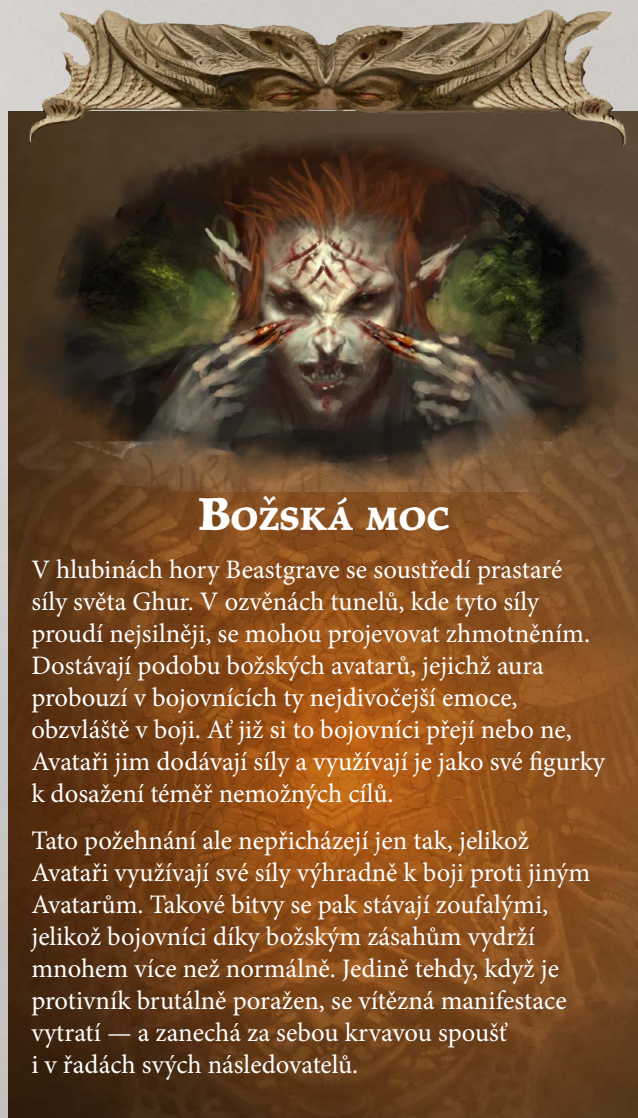 Božská moc
V hlubinách hory Beastgrave se soustředí prastaré
síly světa Ghur. V ozvěnách tunelů, kde tyto síly
proudí nejsilněji, se mohou projevovat zhmotněním.
Dostávají podobu božských avatarů, jejichž aura
probouzí v bojovnících ty nejdivočejší emoce,
obzvláště v boji. Ať již si to bojovníci přejí nebo ne,
Avataři jim dodávají síly a využívají je jako své figurky
k dosažení téměř nemožných cílů.
Tato požehnání ale nepřicházejí jen tak, jelikož
Avataři využívají své síly výhradně k boji proti jiným
Avatarům. Takové bitvy se pak stávají zoufalými,
jelikož bojovníci díky božským zásahům vydrží
mnohem více než normálně. Jedině tehdy, když je
protivník brutálně poražen, se vítězná manifestace
vytratí — a zanechá za sebou krvavou spoušť
i v řadách svých následovatelů.